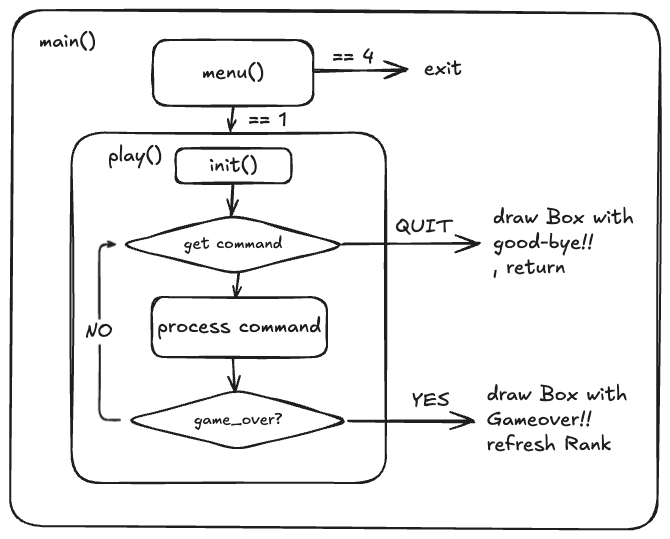 main()
menu()
== 4
exit
== 1
play()
init()
get command
QUIT
draw Box with
good-bye!!
, return
NO
process command
game_over?
YES
draw Box with
Gameover!!
refresh Rank